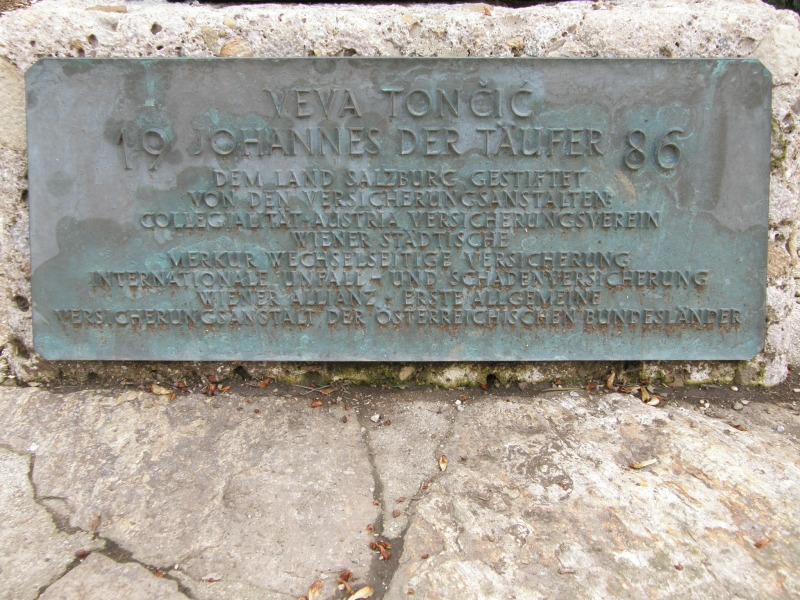 VEVA TONČIĆ
19 JOHANNES DER TÄUFER 86
DEM LAND SALZBURG GESTIFTET
VON DEN VERSICHERUNGSANSTALTEN:
COLLEGIALITÄT-AUSTRIA VERSICHERUNGSVEREIN
WIENER STÄDTISCHE
MERKUR WECHSELSEITIGE VERSICHERUNG
INTERNATIONALE UNFALL- UND SCHADENVERSICHERUNG
WIENER ALLIANZ · ERSTE ALLGEMEINE
VERSICHERUNGSANSTALT DER ÖSTERREICHISCHEN BUNDESLÄNDER